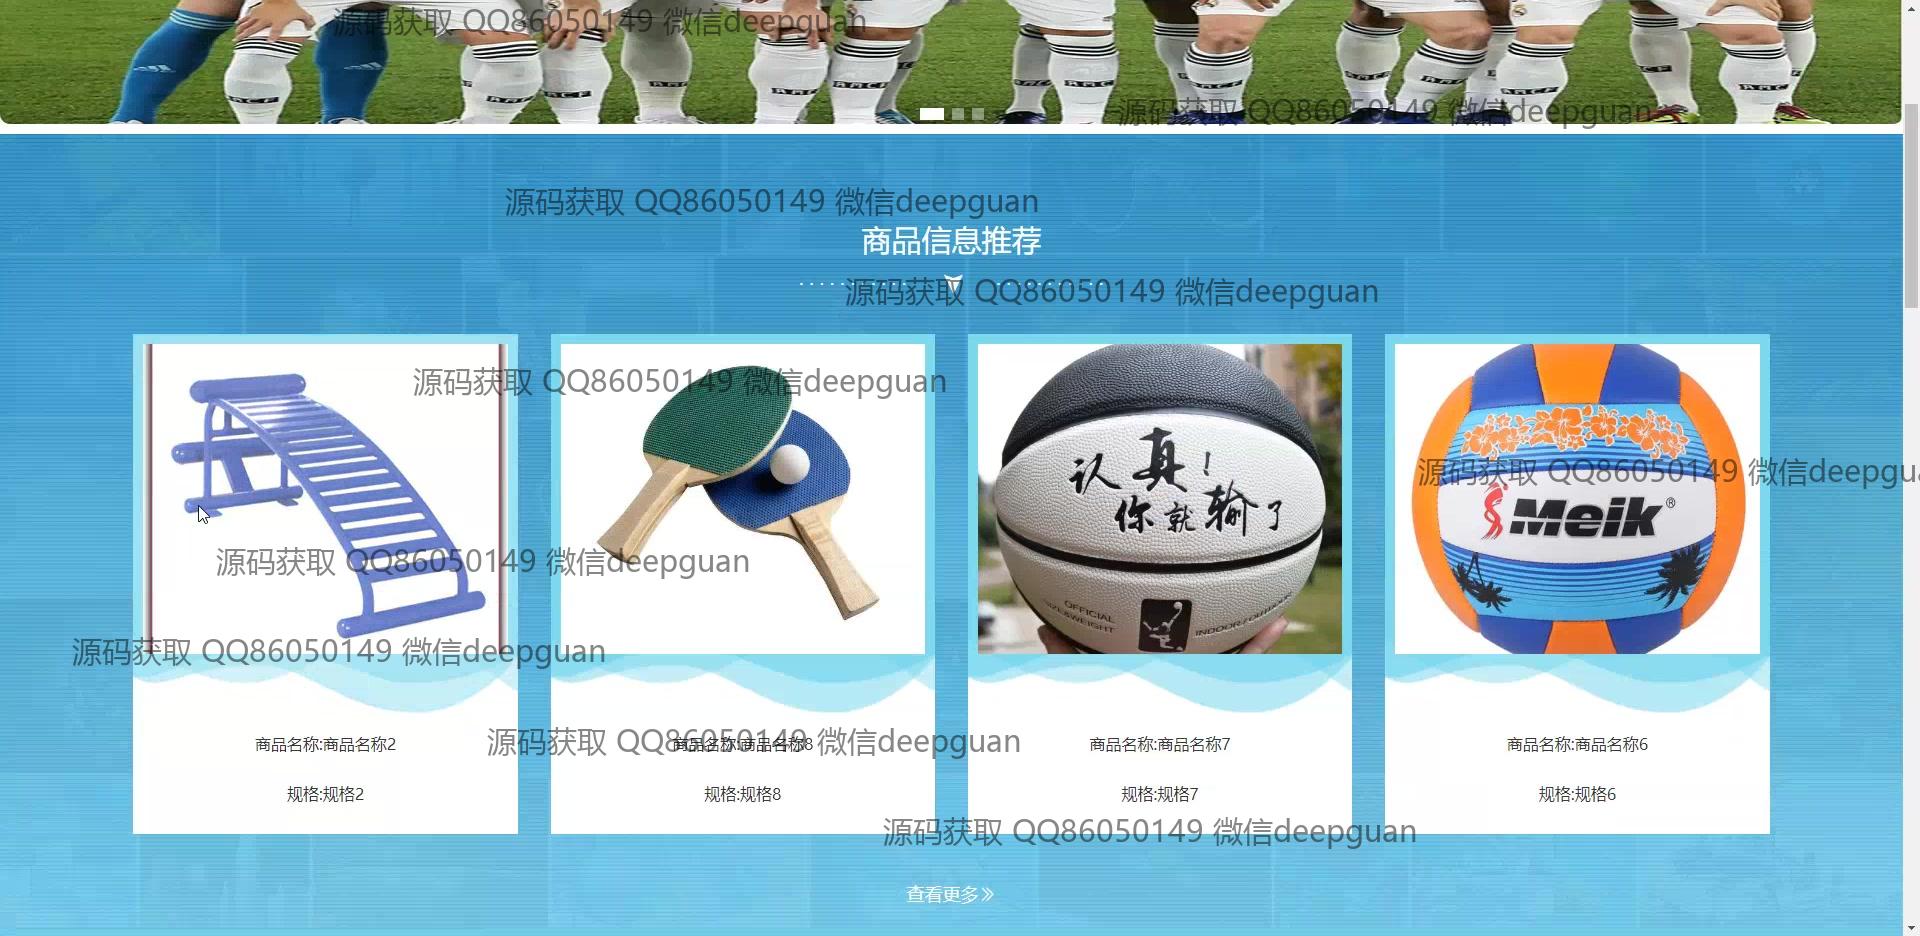 源码获取 QQ86050149 微信deepguan
源码获取 QQ86050149 微信deepguan
源码获取 QQ86050149 微信deepguan
商品信息推荐
源码获取 QQ86050149 微信deepguan
源码获取 QQ86050149 微信deepguan
认真!
你就输了
OFFICIAL
SIZE&WEIGHT
INDOOR/OUTDOOR
源码获取 QQ86050149 微信deepgu
Meik®
源码获取 QQ86050149 微信deepguan
源码获取 QQ86050149 微信deepguan
源码获取 QQ86050149 微信deepguan
商品名称:商品名称2
商品名称:商品名称8
商品名称:商品名称7
商品名称:商品名称6
规格:规格2
规格:规格8
规格:规格7
规格:规格6
源码获取 QQ86050149 微信deepguan
查看更多